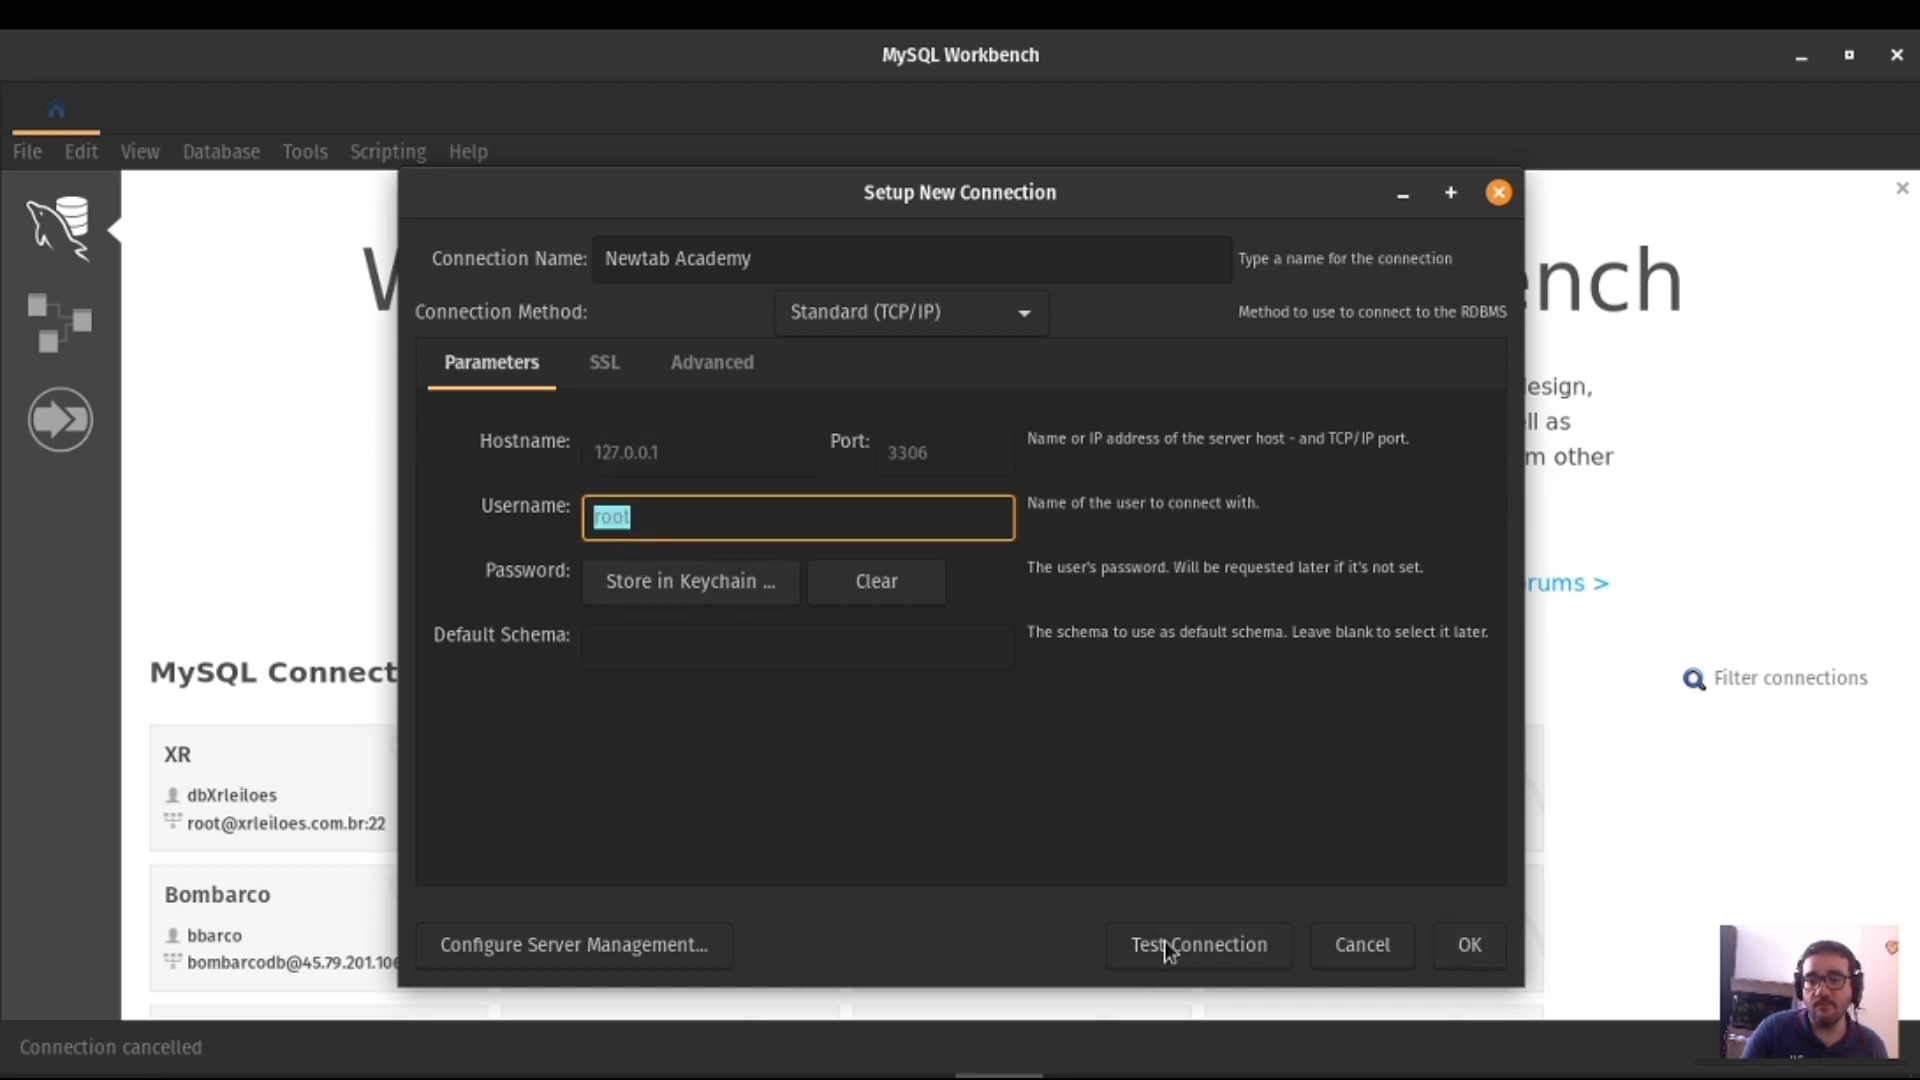 MySQL Workbench
File Edit View Database Tools Scripting Help
Setup New Connection
Connection Name: Newtab Academy Type a name for the connection
Connection Method: Standard (TCP/IP) Method to use to connect to the RDBMS
Parameters SSL Advanced
Hostname: 127.0.0.1 Port: 3306 Name or IP address of the server host - and TCP/IP port.
Username: root Name of the user to connect with.
Password: Store in Keychain ... Clear The user's password. Will be requested later if it's not set.
Default Schema: The schema to use as default schema. Leave blank to select it later.
Configure Server Management... Test Connection Cancel OK
W ench
esign,
ll as
m other
rums >
MySQL Connect
Filter connections
XR
dbXrleiloes
root@xrleiloes.com.br:22
Bombarco
bbarco
bombarcodb@45.79.201.106
Connection cancelled